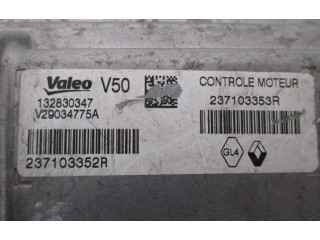 Valeo V50
132830347
V29034775A
237103352R
CONTROLE MOTEUR
237103353R
GL4